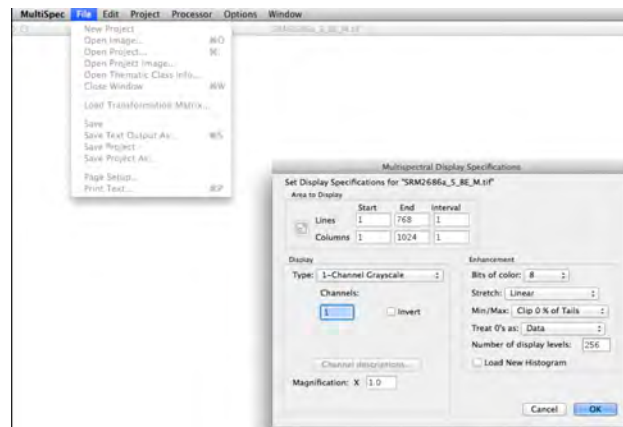 MultiSpec File Edit Project Processor Options Window
New Project
Open Image... ⌘O
Open Project... ⌘
Open Project Image...
Open Thematic Class Info...
Close Window ⌘W
Load Transformation Matrix...
Save
Save Text Output As... ⌘S
Save Project
Save Project As...
Page Setup...
Print Text... ⌘P
Multispectral Display Specifications
Set Display Specifications for "SRM2686a_S_BE_M.tif"
Area to Display
Start End Interval
Lines 1 768 1
Columns 1 1024 1
Display
Type: 1-Channel Grayscale
Channels:
1 Invert
Channel descriptions...
Magnification: X 1.0
Enhancement
Bits of color: 8
Stretch: Linear
Min/Max: Clip 0 % of Tails
Treat 0's as: Data
Number of display levels: 256
Load New Histogram
Cancel OK